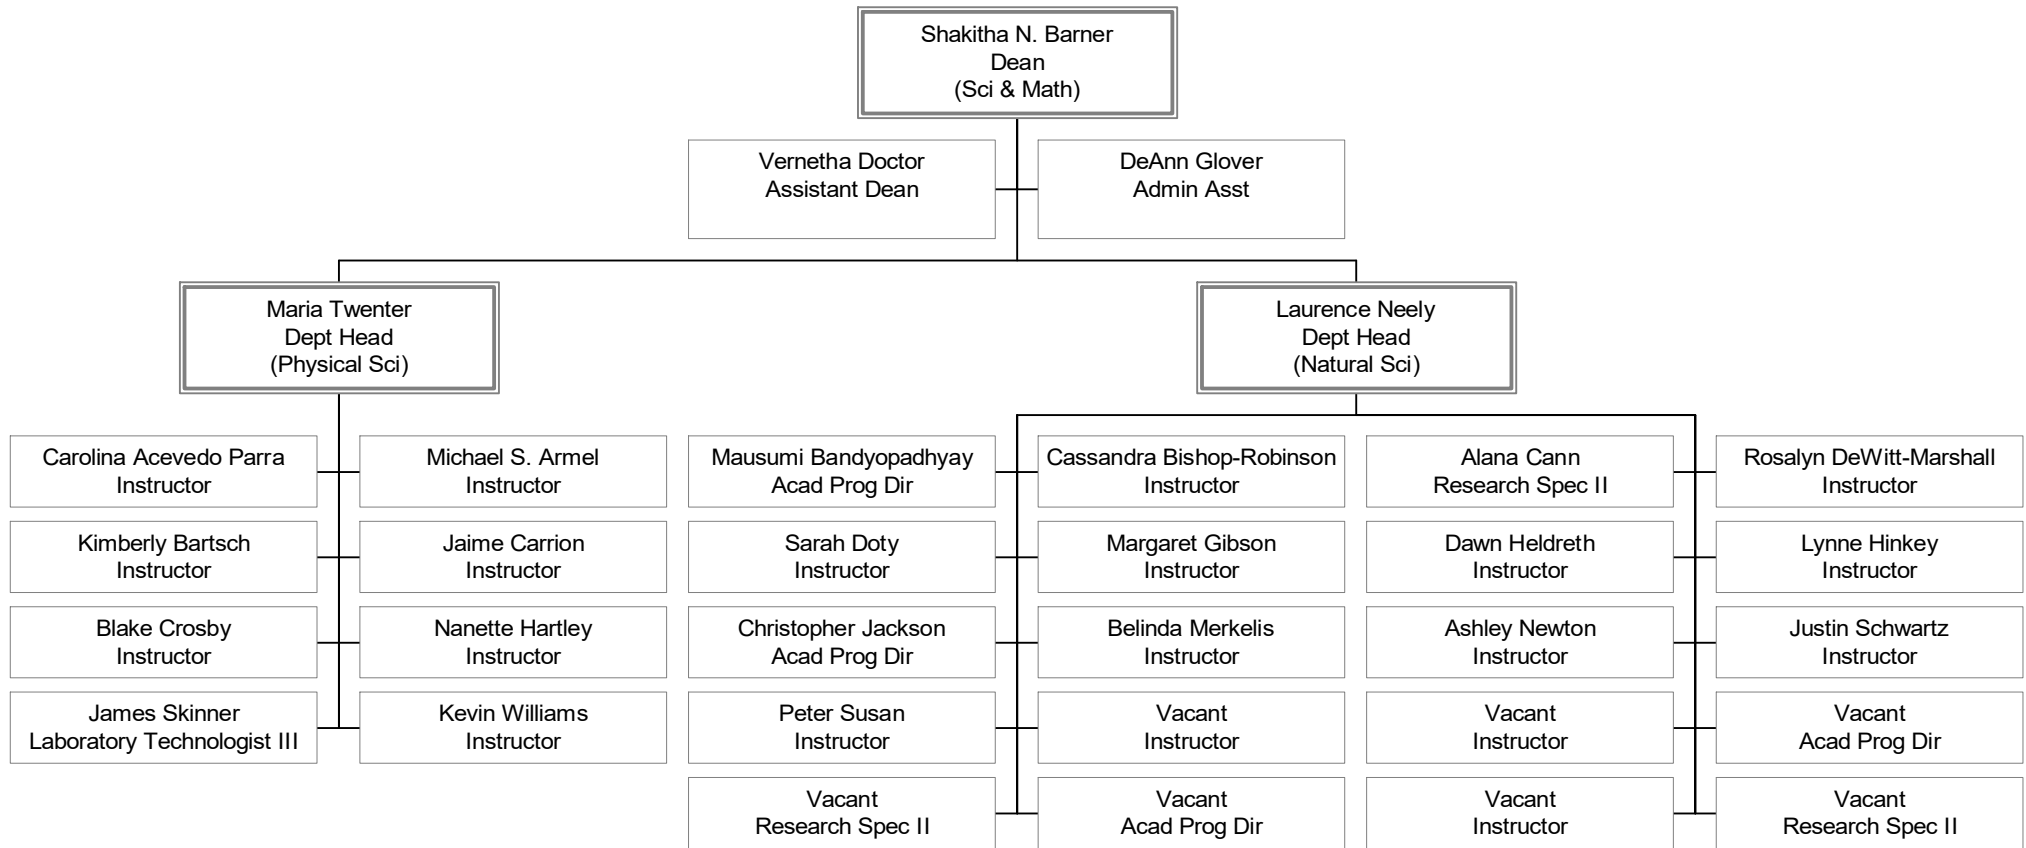 Shakitha N. Barner
Dean
(Sci & Math)
Vernetha Doctor
Assistant Dean
DeAnn Glover
Admin Asst
Maria Twenter
Dept Head
(Physical Sci)
Laurence Neely
Dept Head
(Natural Sci)
Carolina Acevedo Parra
Instructor
Michael S. Armel
Instructor
Mausumi Bandyopadhyay
Acad Prog Dir
Cassandra Bishop-Robinson
Instructor
Alana Cann
Research Spec II
Rosalyn DeWitt-Marshall
Instructor
Kimberly Bartsch
Instructor
Jaime Carrion
Instructor
Sarah Doty
Instructor
Margaret Gibson
Instructor
Dawn Heldreth
Instructor
Lynne Hinkey
Instructor
Blake Crosby
Instructor
Nanette Hartley
Instructor
Christopher Jackson
Acad Prog Dir
Belinda Merkelis
Instructor
Ashley Newton
Instructor
Justin Schwartz
Instructor
James Skinner
Laboratory Technologist III
Kevin Williams
Instructor
Peter Susan
Instructor
Vacant
Instructor
Vacant
Instructor
Vacant
Acad Prog Dir
Vacant
Research Spec II
Vacant
Acad Prog Dir
Vacant
Instructor
Vacant
Research Spec II